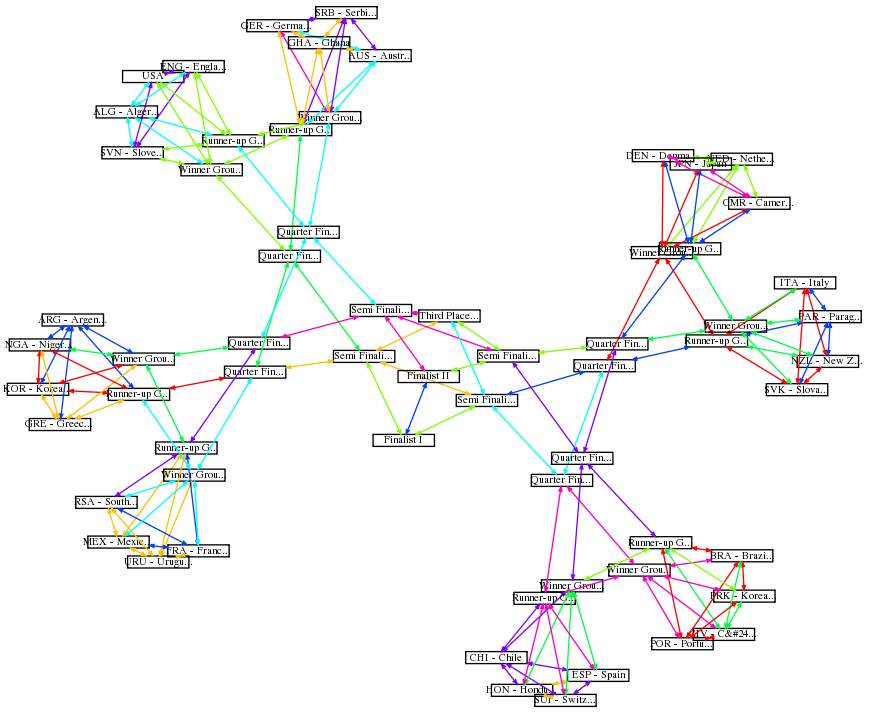 SRB - Serbi...
GER - Germa...
GHA - Ghana
AUS - Austr...
ENG - Engla...
USA
ALG - Alger...
Winner Grou...
Runner-up G...
Runner-up G...
SVN - Slove...
Winner Grou...
DEN - Denma...
JPN - Japan
NED - Nethe...
CMR - Camer...
Quarter Fin...
Runner-up G...
Winner Grou...
Quarter Fin...
ITA - Italy
Semi Finali...
Third Place...
PAR - Parag...
ARG - Argen...
Winner Grou...
NGA - Niger...
Quarter Fin...
Quarter Fin...
Runner-up G...
Winner Grou...
Semi Finali...
Semi Finali...
NZL - New Z...
Quarter Fin...
Quarter Fin...
Finalist II
KOR - Korea...
Runner-up G...
SVK - Slova...
Semi Finali...
GRE - Greec...
Finalist I
Runner-up G...
Quarter Fin...
Winner Grou...
Quarter Fin...
RSA - South...
MEX - Mexic...
Runner-up G...
FRA - Franc...
BRA - Brazi...
URU - Urugu...
Winner Grou...
Winner Grou...
Runner-up G...
PRK - Korea...
CIV - C&#24...
POR - Portu...
CHI - Chile
ESP - Spain
HON - Hondu...
SUI - Switz...